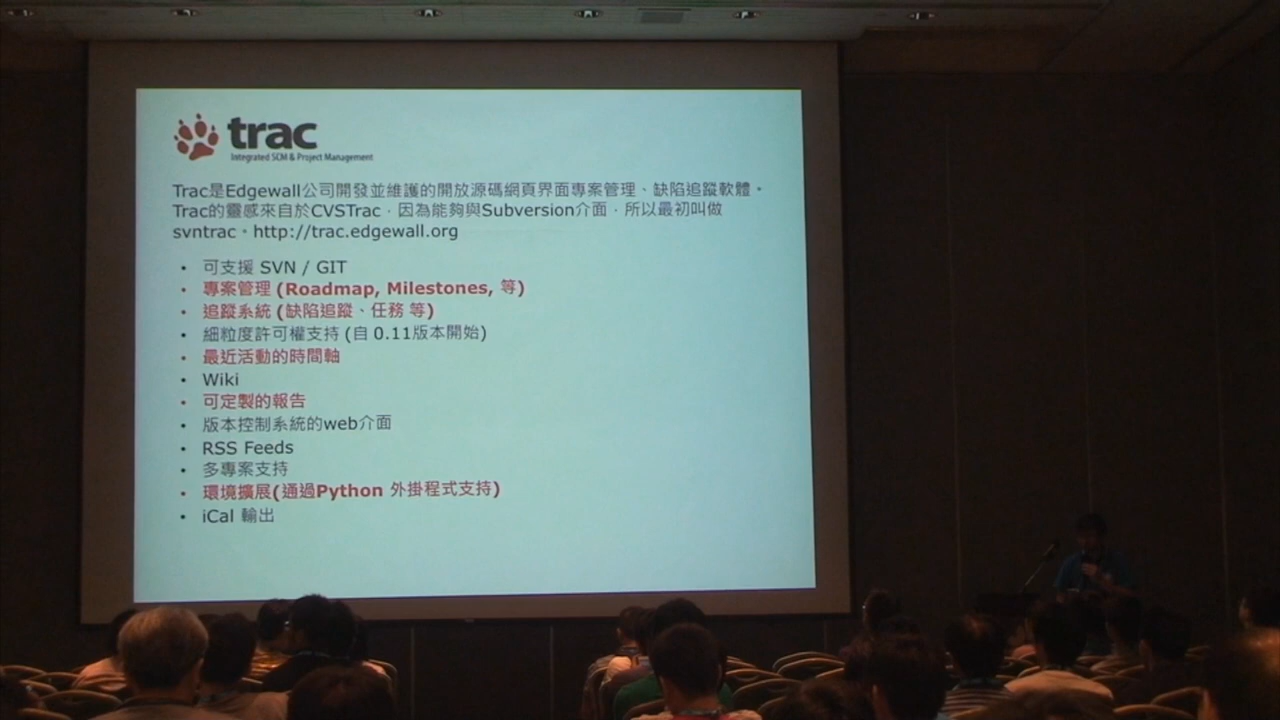 trac
Integrated SCM & Project Management
Trac是Edgewall公司開發並維護的開放源碼網頁界面專案管理、缺陷追蹤軟體。
Trac的靈感來自於CVSTrac，因為能夠與Subversion介面，所以最初叫做
svntrac。http://trac.edgewall.org
• 可支援 SVN / GIT
• 專案管理 (Roadmap, Milestones, 等)
• 追蹤系統 (缺陷追蹤、任務 等)
• 細粒度許可權支持 (自 0.11版本開始)
• 最近活動的時間軸
• Wiki
• 可定製的報告
• 版本控制系統的web介面
• RSS Feeds
• 多專案支持
• 環境擴展(通過Python 外掛程式支持)
• iCal 輸出